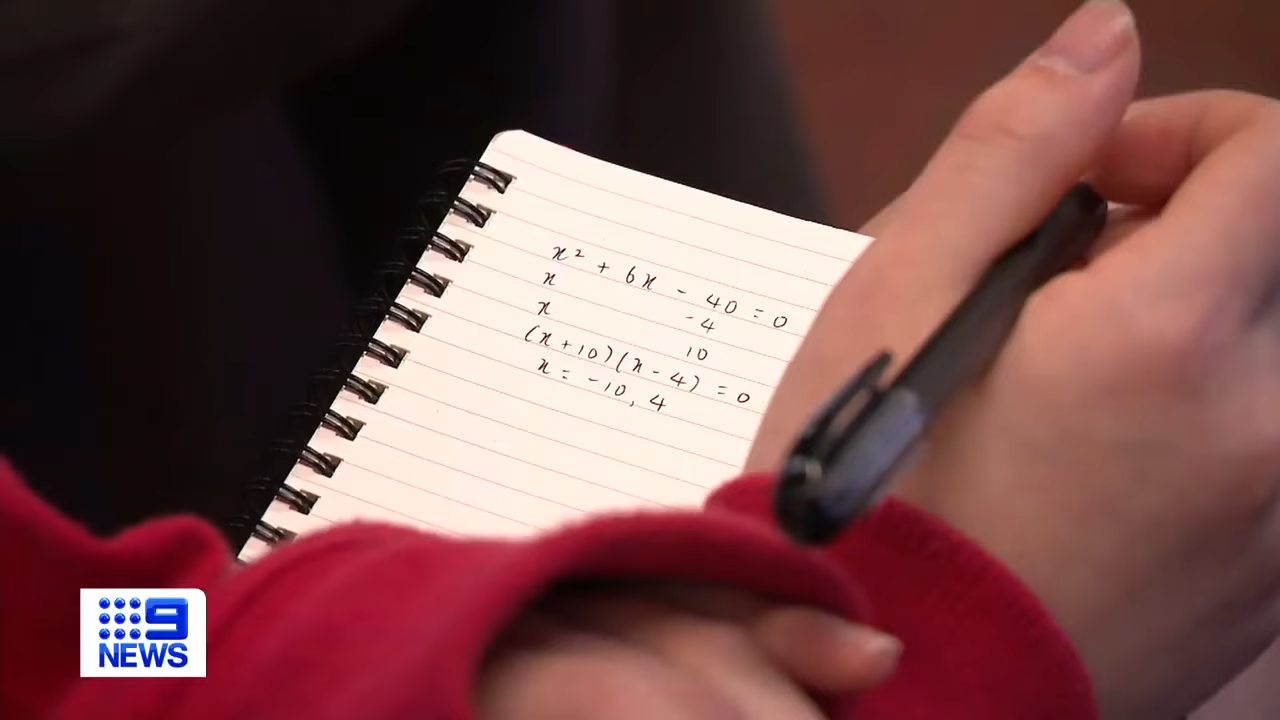 x² + 6x - 40 = 0
x -4
x 10
(x+10)(x-4) = 0
x = -10, 4
9
NEWS